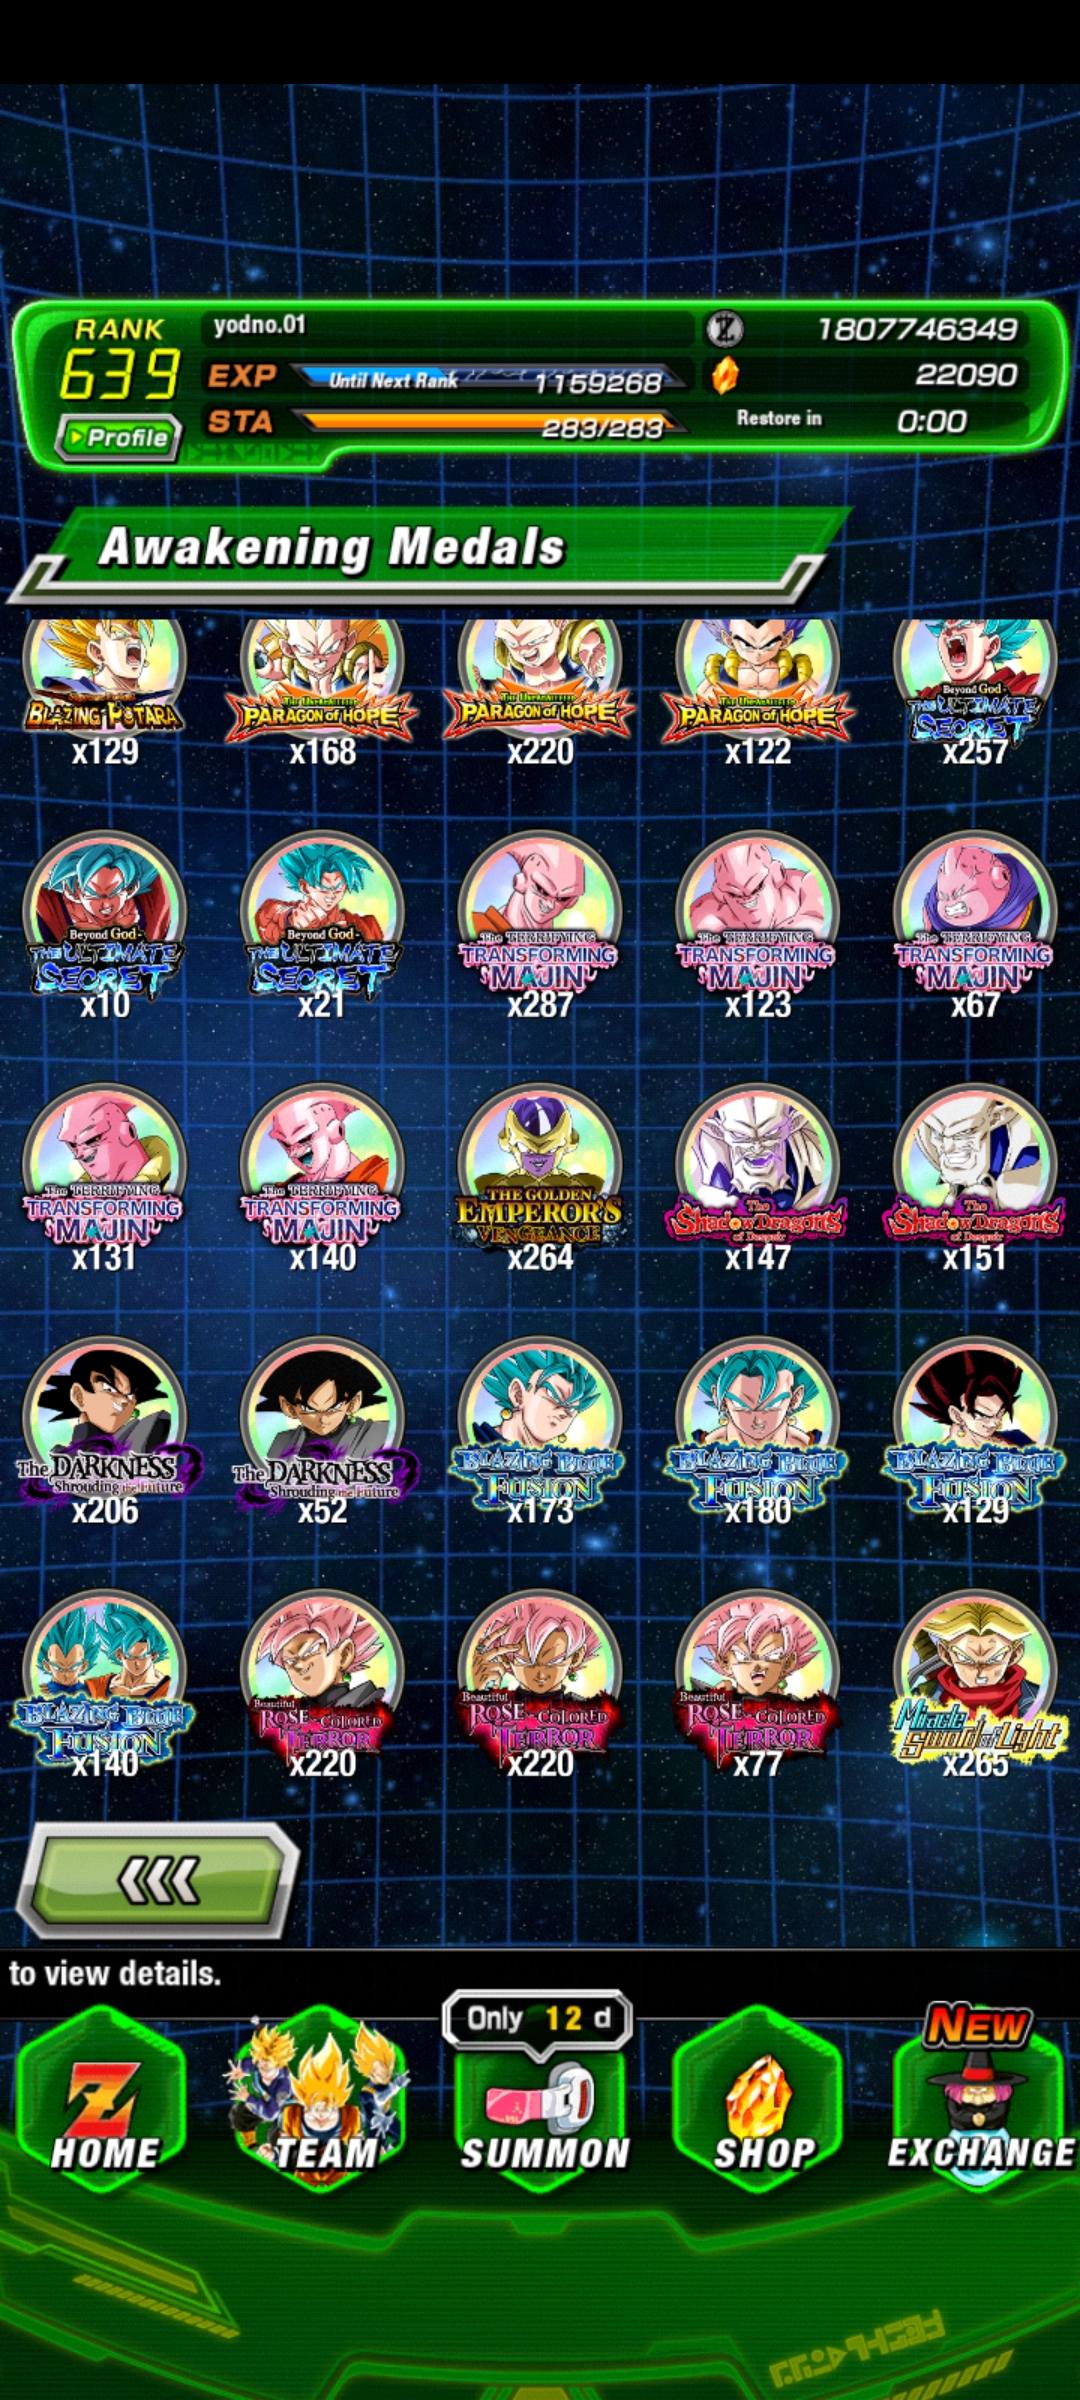 RANK
639
Profile
yodno.01
EXP Until Next Rank 1159268
STA 283/283
1807746349
22090
Restore in 0:00
Awakening Medals
BLAZING POTARA
x129
PARAGON of HOPE
x168
PARAGON of HOPE
x220
PARAGON of HOPE
x122
Beyond God-
THE ULTIMATE
SECRET
x257
Beyond God-
THE ULTIMATE
SECRET
x10
Beyond God-
THE ULTIMATE
SECRET
x21
The TERRIFYING
TRANSFORMING
MAJIN
x287
The TERRIFYING
TRANSFORMING
MAJIN
x123
The TERRIFYING
TRANSFORMING
MAJIN
x67
The TERRIFYING
TRANSFORMING
MAJIN
x131
The TERRIFYING
TRANSFORMING
MAJIN
x140
THE GOLDEN
EMPEROR'S
VENGEANCE
x264
The
Shadow Dragons
of Despair
x147
The
Shadow Dragons
of Despair
x151
The DARKNESS
Shrouding the Future
x206
The DARKNESS
Shrouding the Future
x52
BLAZING BLUE
FUSION
x173
BLAZING BLUE
FUSION
x180
BLAZING BLUE
FUSION
x129
BLAZING BLUE
FUSION
x140
Beautiful
ROSE-COLORED
TERROR
x220
Beautiful
ROSE-COLORED
TERROR
x220
Beautiful
ROSE-COLORED
TERROR
x77
Miracle
Sword of Light
x265
to view details.
HOME
TEAM
Only 12 d
SUMMON
SHOP
NEW
EXCHANGE